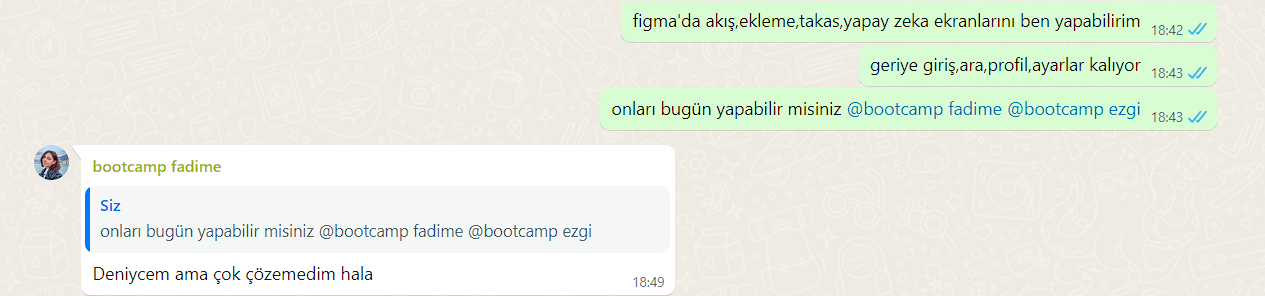 figma'da akış,ekleme,takas,yapay zeka ekranlarını ben yapabilirim 18:42
geriye giriş,ara,profil,ayarlar kalıyor 18:43
onları bugün yapabilir misiniz @bootcamp fadime @bootcamp ezgi 18:43
bootcamp fadime
Siz
onları bugün yapabilir misiniz @bootcamp fadime @bootcamp ezgi
Deniycem ama çok çözemedim hala 18:49